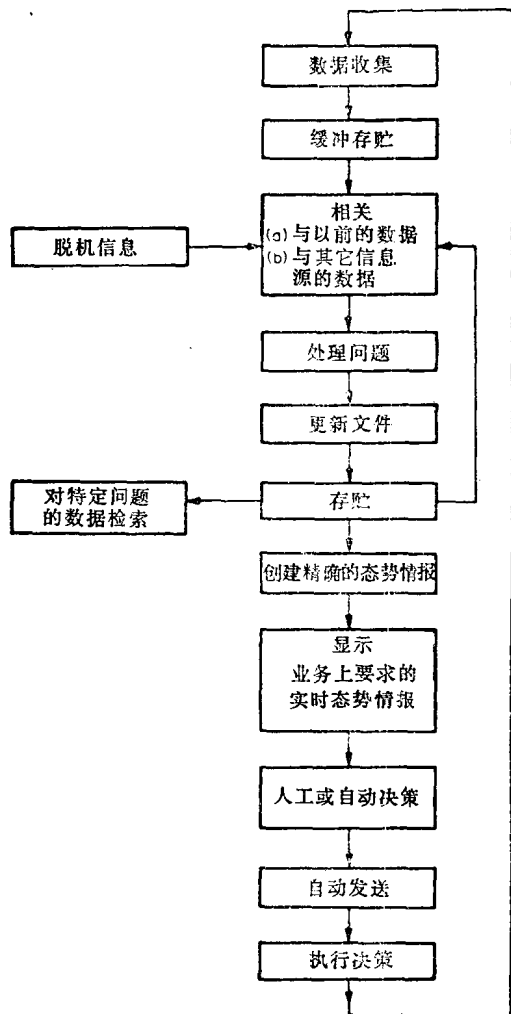 数据收集
缓冲存贮
相关
(a)与以前的数据
(b)与其它信息
源的数据
脱机信息
处理问题
更新文件
存贮
对特定问题
的数据检索
创建精确的态势情报
显示
业务上要求的
实时态势情报
人工或自动决策
自动发送
执行决策